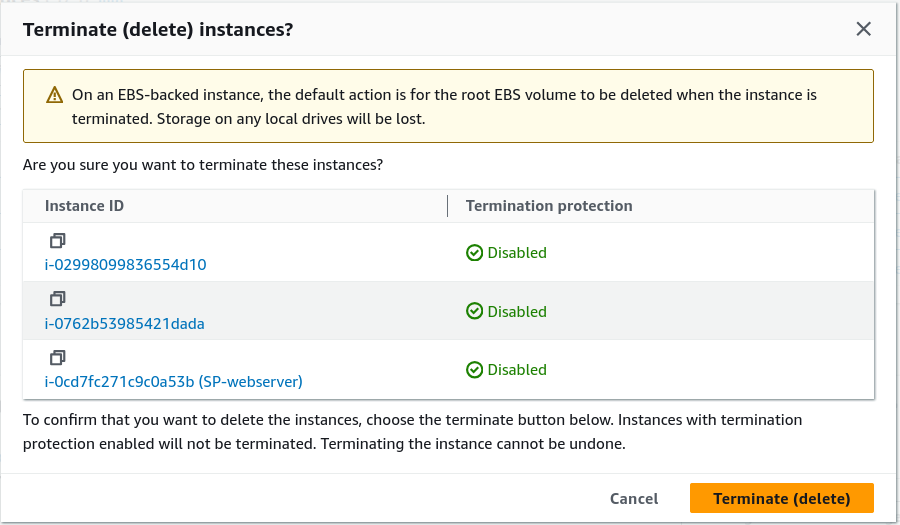 Terminate (delete) instances?
On an EBS-backed instance, the default action is for the root EBS volume to be deleted when the instance is
terminated. Storage on any local drives will be lost.
Are you sure you want to terminate these instances?
Instance ID
Termination protection
i-02998099836554d10
Disabled
i-0762b53985421dada
Disabled
i-0cd7fc271c9c0a53b (SP-webserver)
Disabled
To confirm that you want to delete the instances, choose the terminate button below. Instances with termination
protection enabled will not be terminated. Terminating the instance cannot be undone.
Cancel
Terminate (delete)